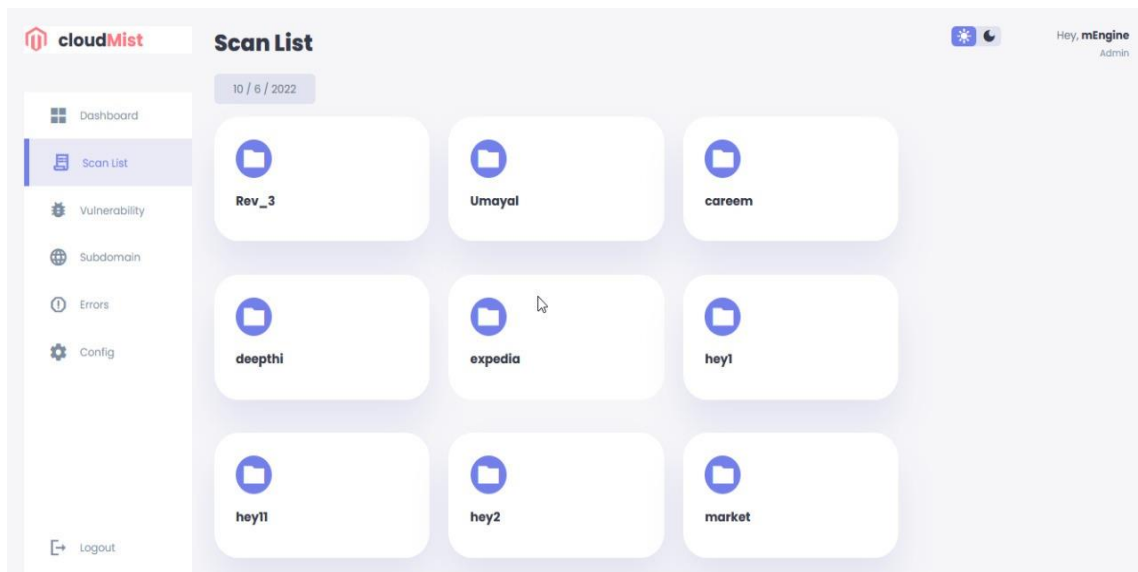 cloudMist
Scan List
Hey, mEngine
Admin
10 / 6 / 2022
Dashboard
Scan List
Vulnerability
Subdomain
Errors
Config
Logout
Rev_3
Umayal
careem
deepthi
expedia
hey1
hey11
hey2
market